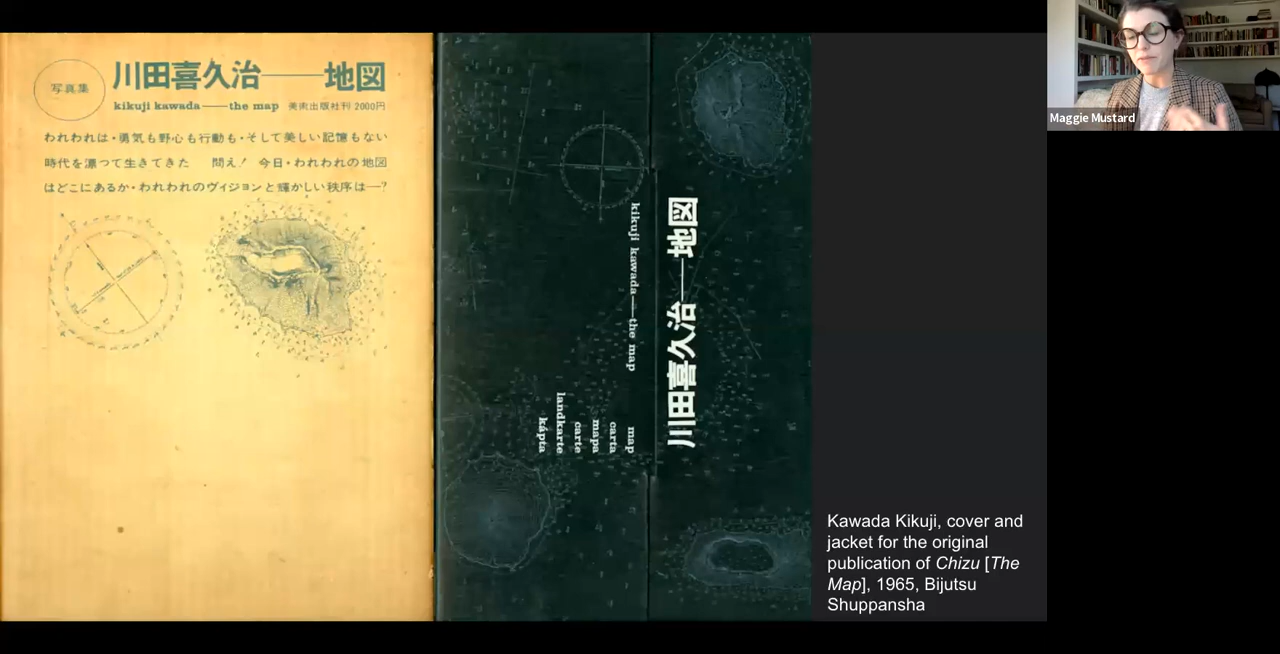 写真集
川田喜久治――地図
kikuji kawada――the map 美術出版社刊 2000円
われわれは・勇気も野心も行動も・そして美しい記憶もない
時代を漂つて生きてきた 問え! 今日・われわれの地図
はどこにあるか・われわれのヴィジョンと輝かしい秩序は―?
川田喜久治――地図
kikuji kawada――the map
map
carta
mapa
carte
landkarte
kápta
Kawada Kikuji, cover and
jacket for the original
publication of Chizu [The
Map], 1965, Bijutsu
Shuppansha
Maggie Mustard